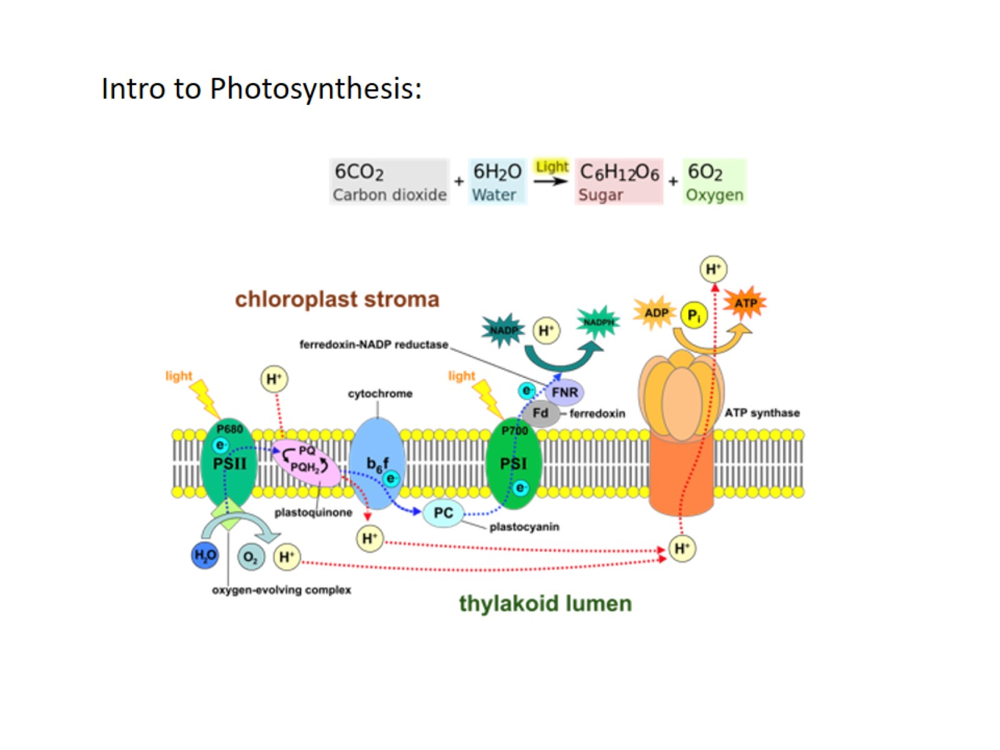 Intro to Photosynthesis:
6CO₂ + 6H₂O Light C₆H₁₂O₆ + 6O₂
Carbon dioxide Water Sugar Oxygen
H⁺
chloroplast stroma
ADP Pᵢ ATP
NADP H⁺ NADPH
ferredoxin-NADP reductase
light H⁺ light
cytochrome e⁻ FNR
Fd ferredoxin ATP synthase
P680 P700
e⁻ PQ
PSII PQH₂ b₆f PSI
e⁻ e⁻
plastoquinone PC
plastocyanin
H⁺ H⁺
H₂O O₂ H⁺
oxygen-evolving complex
thylakoid lumen